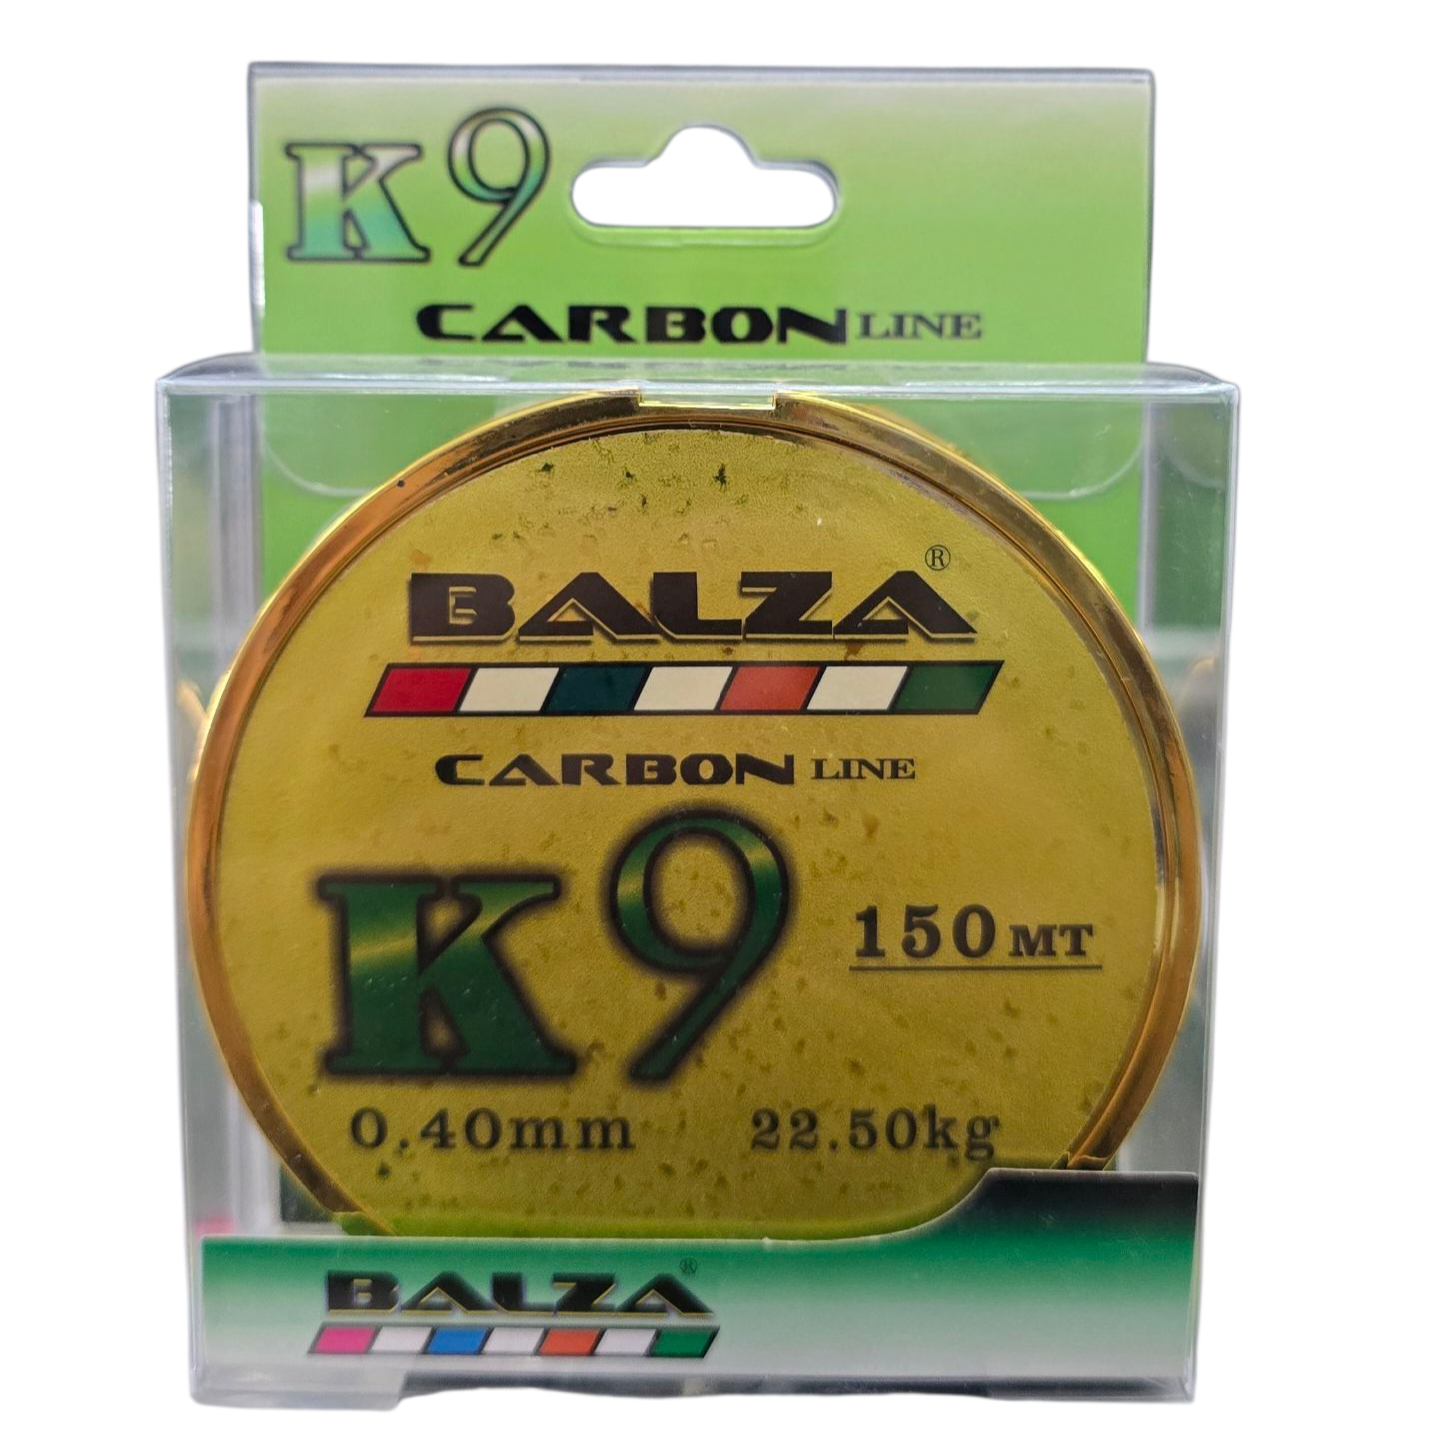 K9
CARBON LINE
BALZA®
CARBON LINE
K9
150 MT
0.40mm 22.50kg
BALZA®